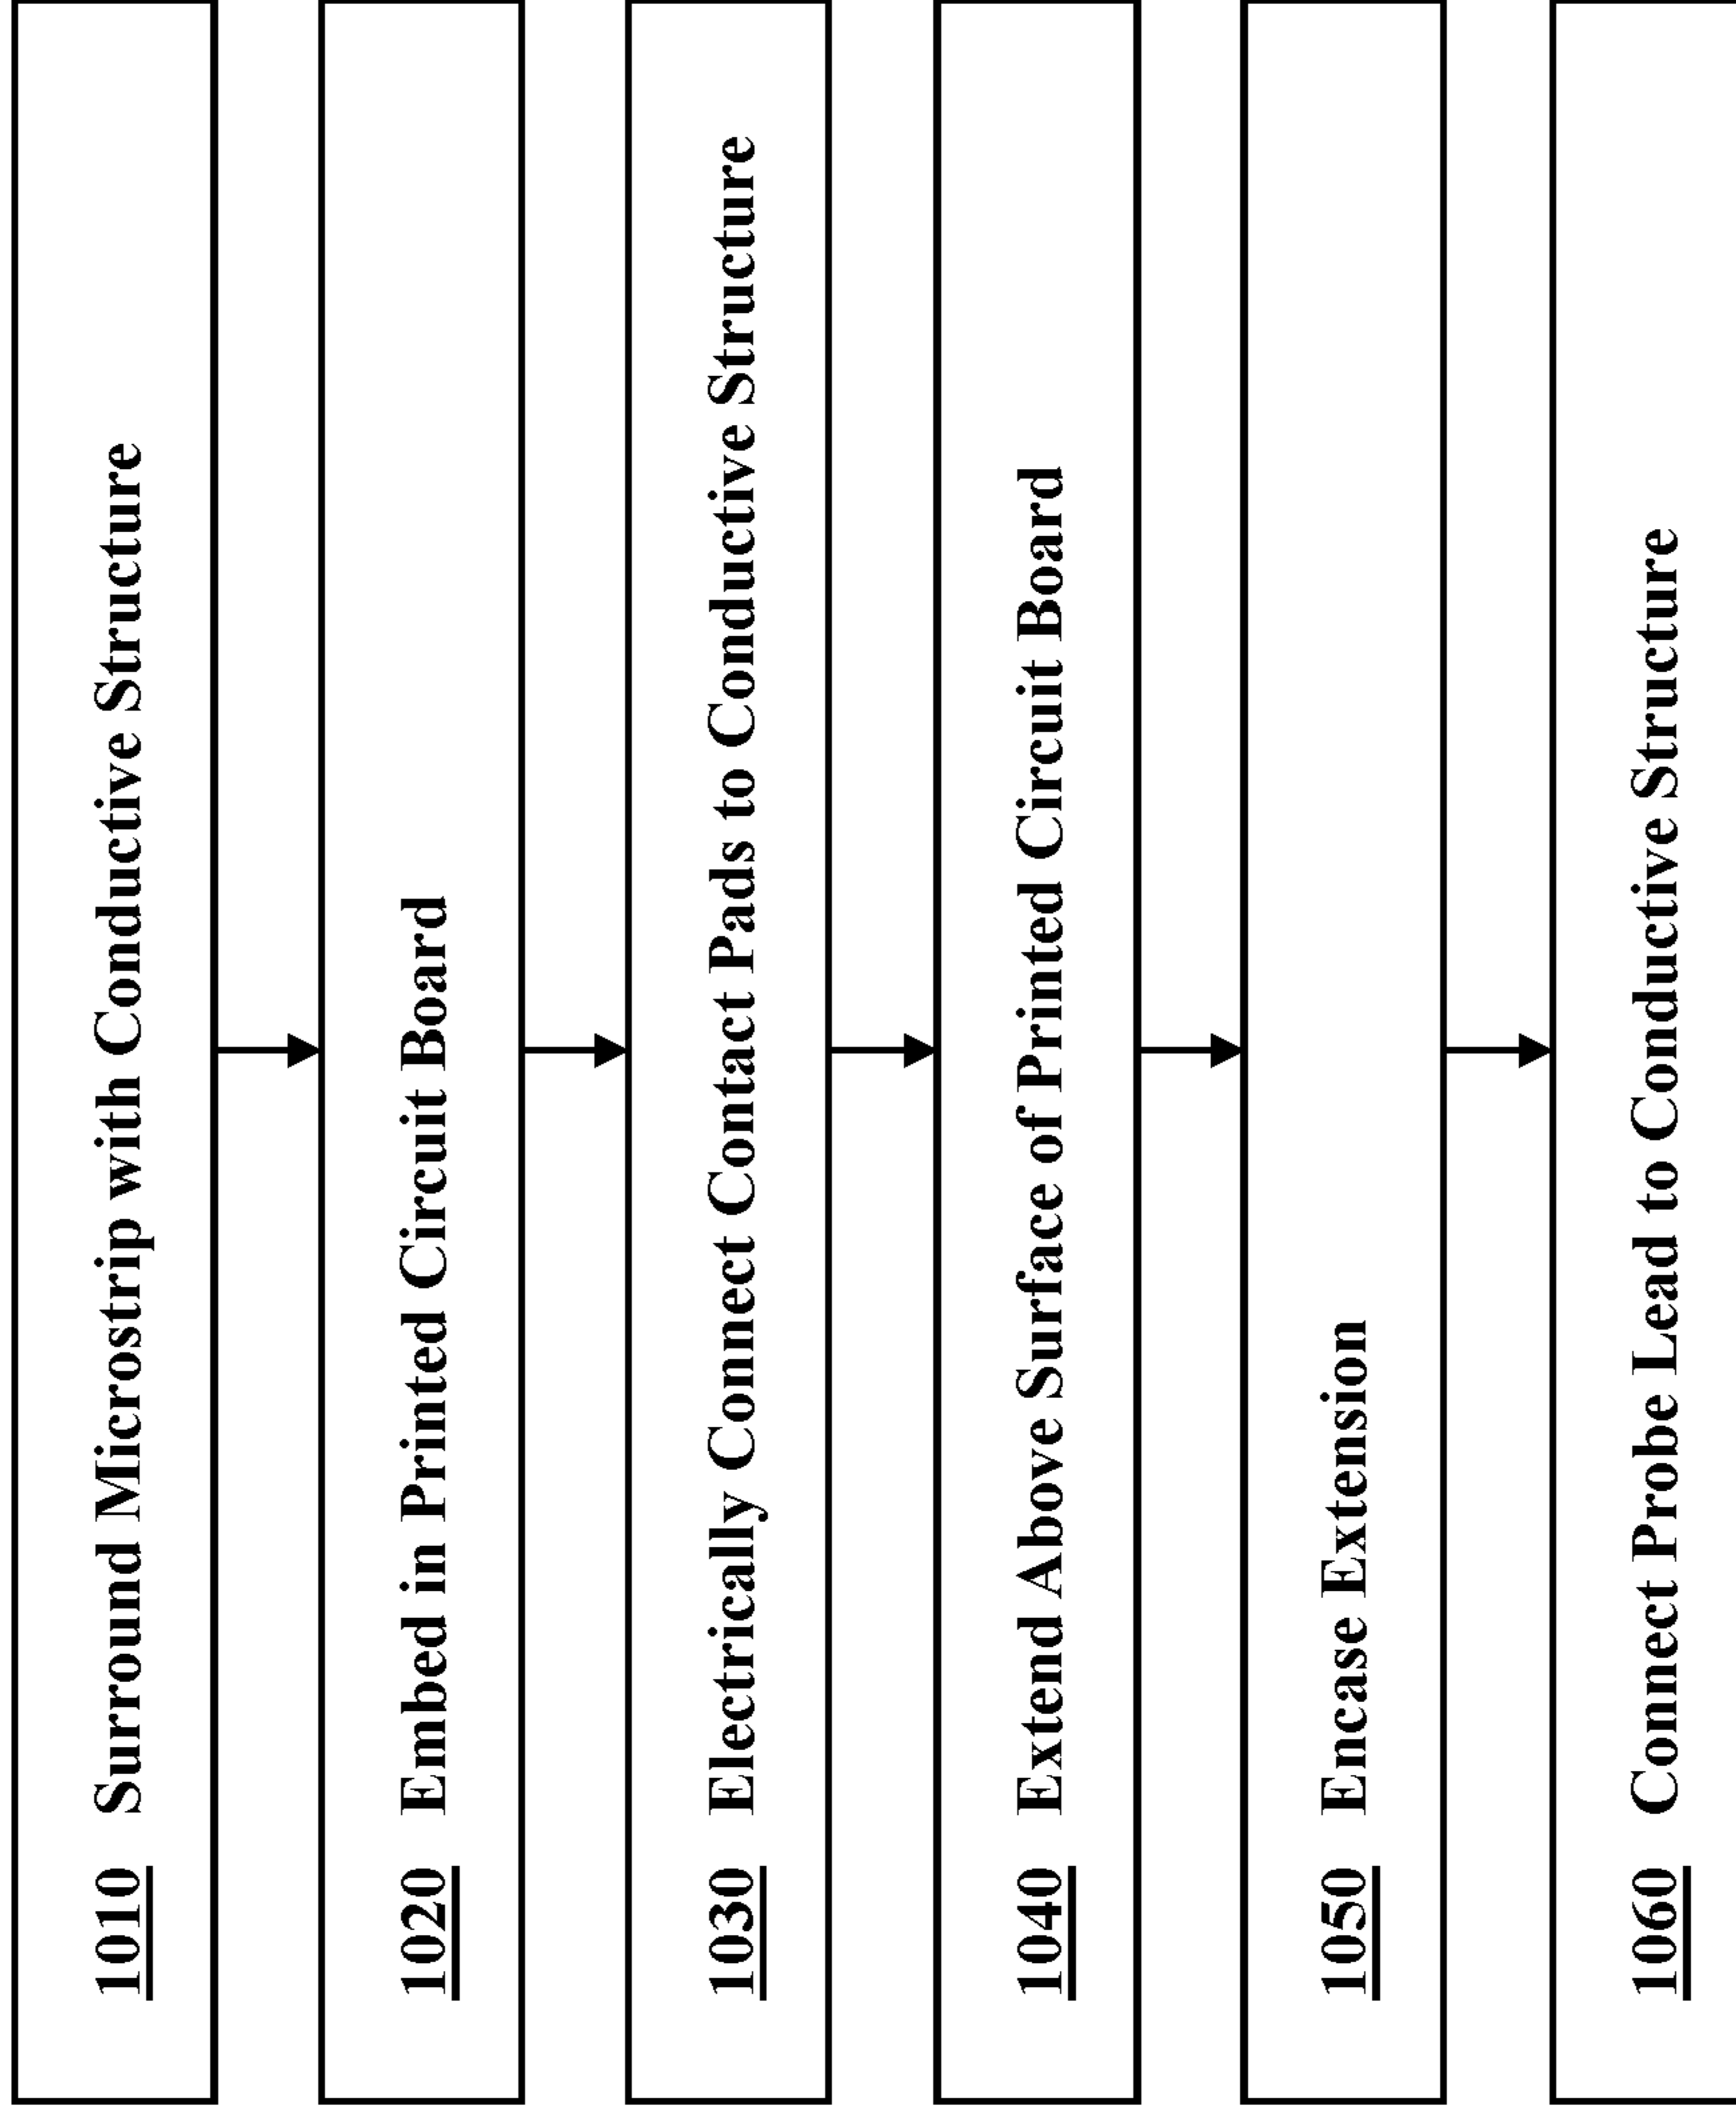 1010 Surround Microstrip with Conductive Structure
1020 Embed in Printed Circuit Board
1030 Electrically Connect Contact Pads to Conductive Structure
1040 Extend Above Surface of Printed Circuit Board
1050 Encase Extension
1060 Connect Probe Lead to Conductive Structure